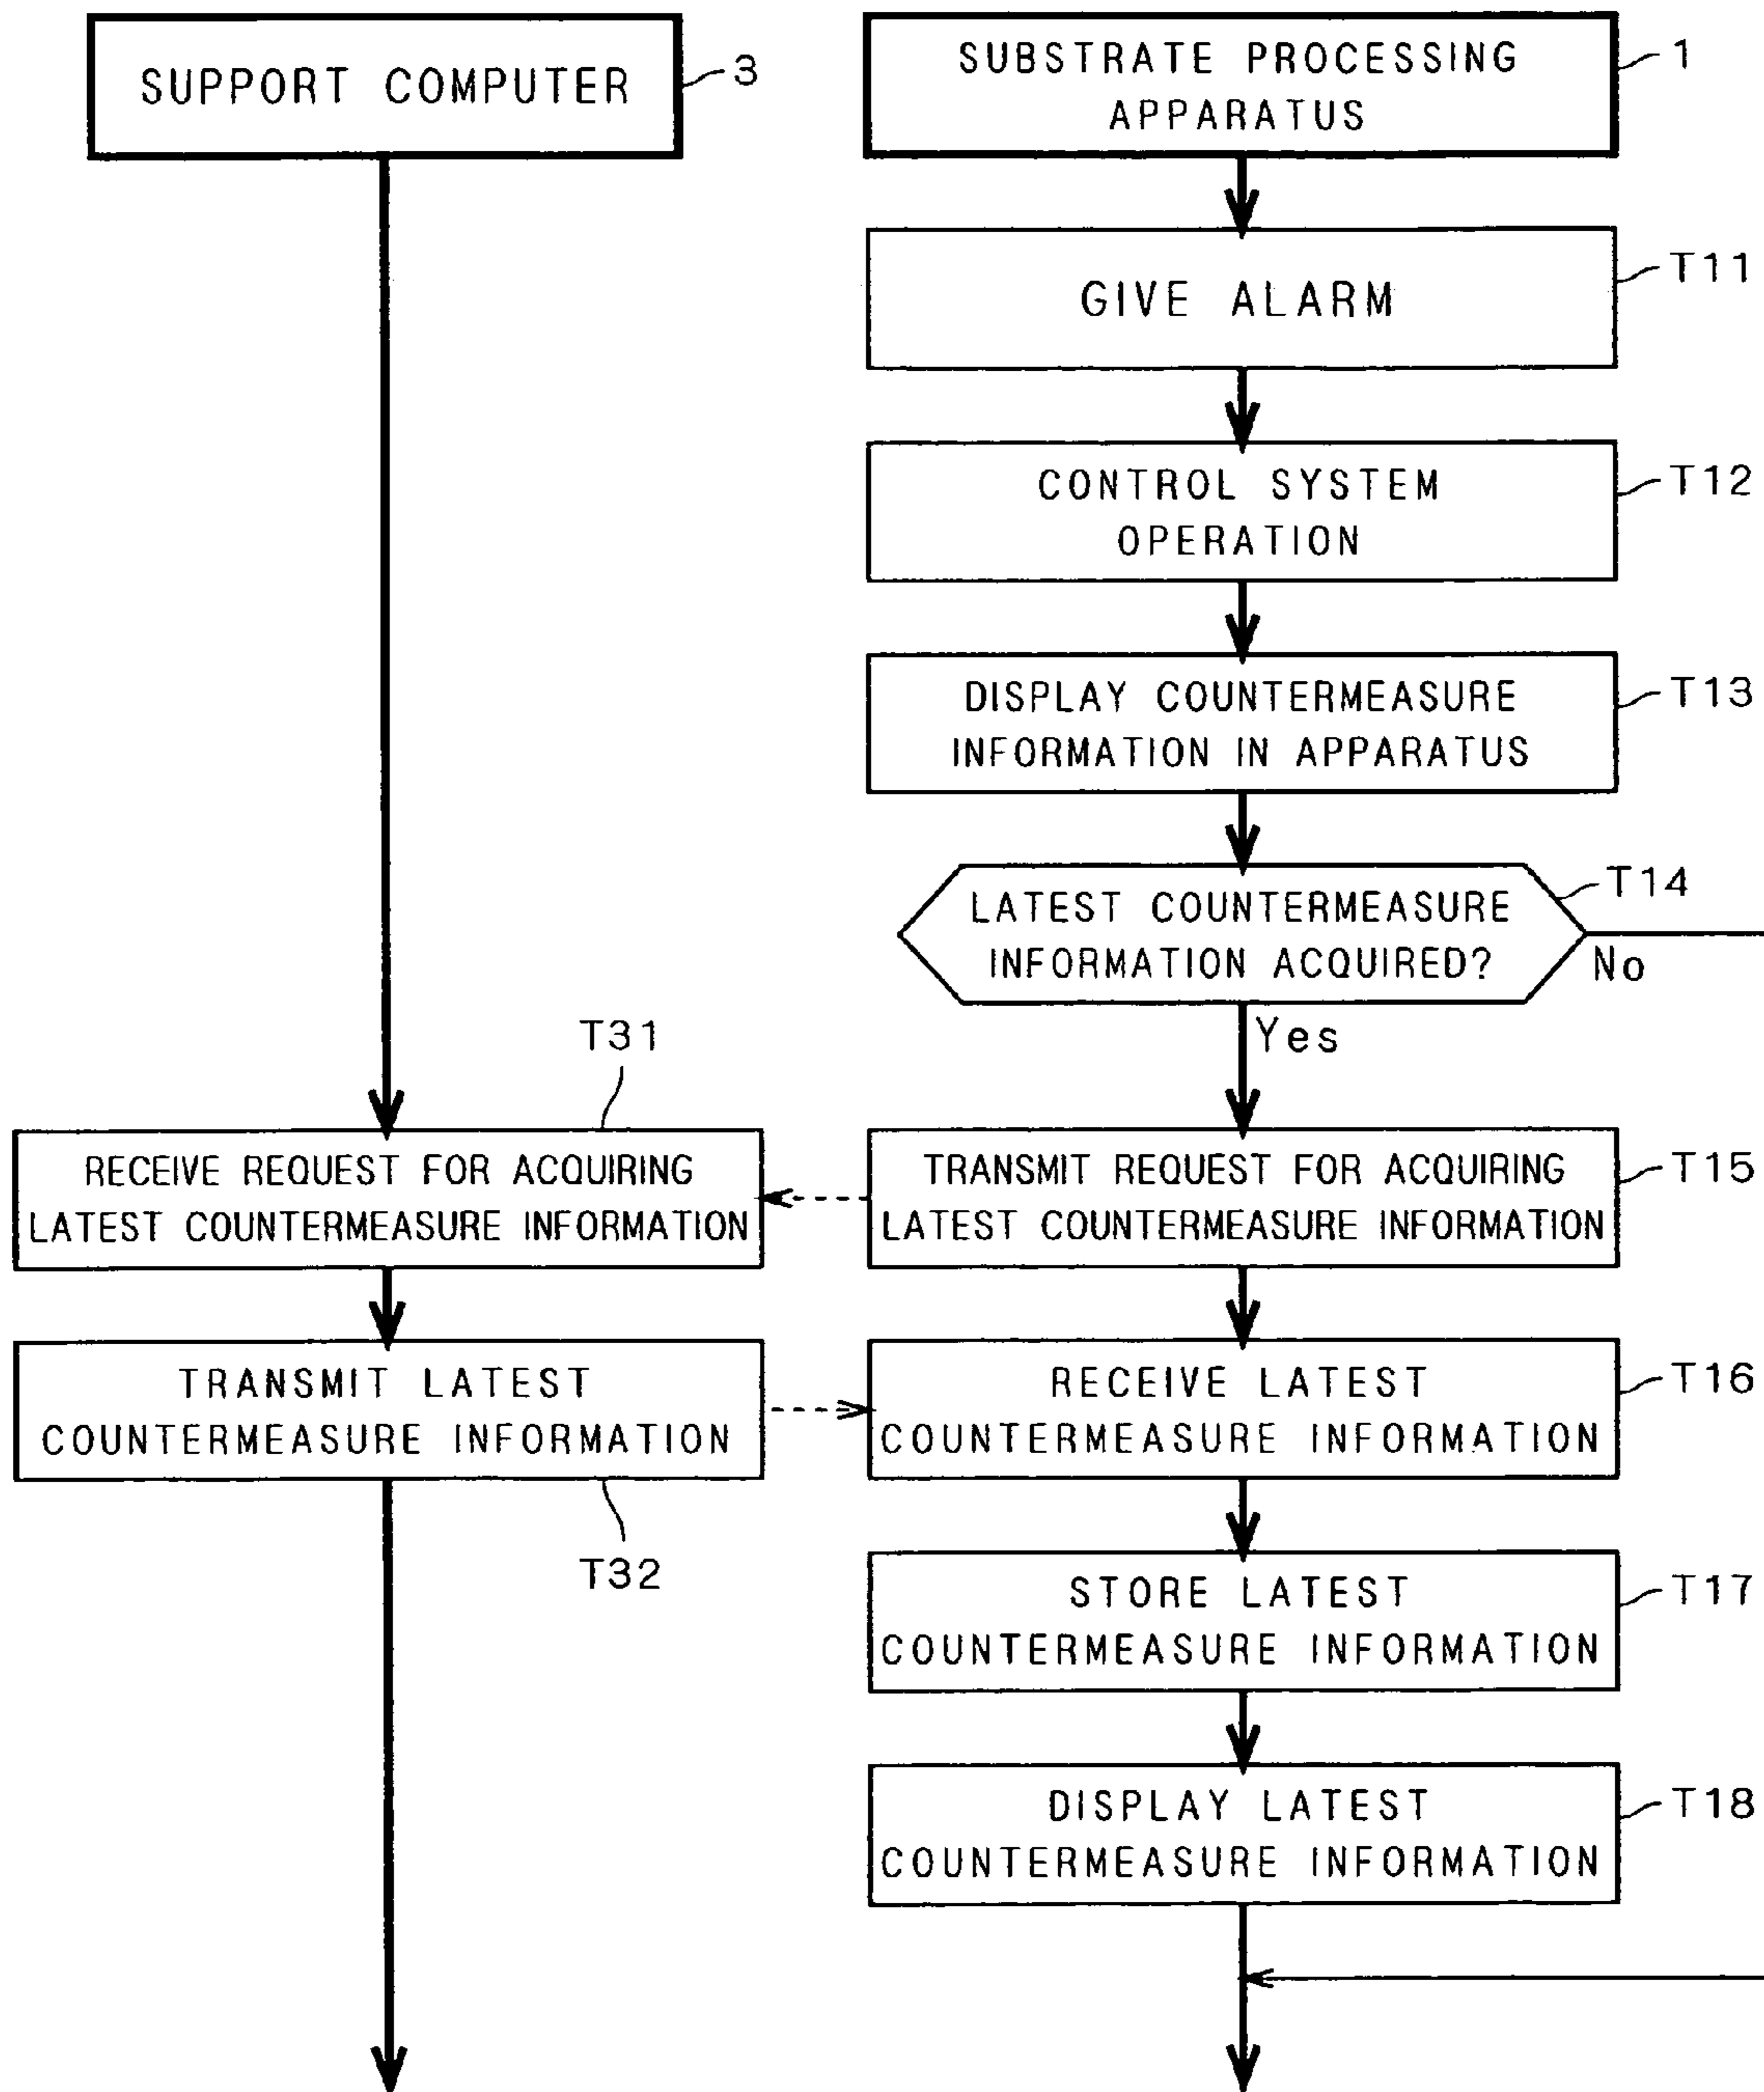 SUPPORT COMPUTER
3
SUBSTRATE PROCESSING
APPARATUS
1
GIVE ALARM
T11
CONTROL SYSTEM
OPERATION
T12
DISPLAY COUNTERMEASURE
INFORMATION IN APPARATUS
T13
LATEST COUNTERMEASURE
INFORMATION ACQUIRED?
T14
No
Yes
T31
RECEIVE REQUEST FOR ACQUIRING
LATEST COUNTERMEASURE INFORMATION
TRANSMIT REQUEST FOR ACQUIRING
LATEST COUNTERMEASURE INFORMATION
T15
TRANSMIT LATEST
COUNTERMEASURE INFORMATION
T32
RECEIVE LATEST
COUNTERMEASURE INFORMATION
T16
STORE LATEST
COUNTERMEASURE INFORMATION
T17
DISPLAY LATEST
COUNTERMEASURE INFORMATION
T18